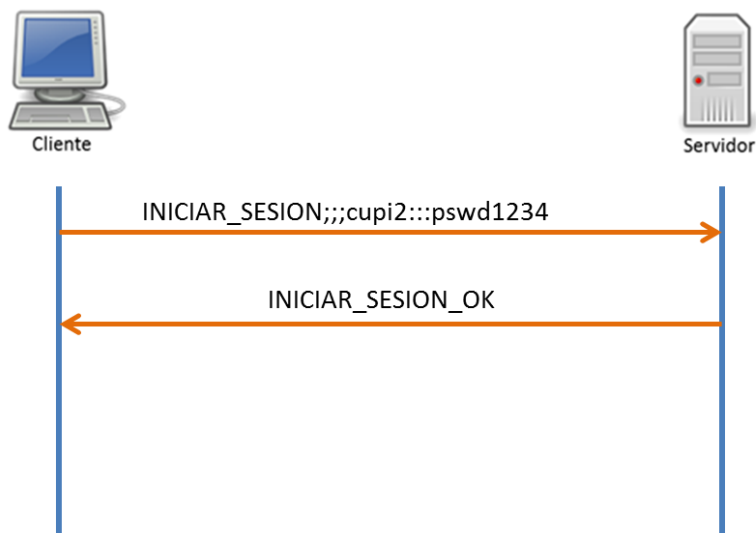 Cliente
Servidor
INICIAR_SESION;;;cupi2:::pswd1234
INICIAR_SESION_OK